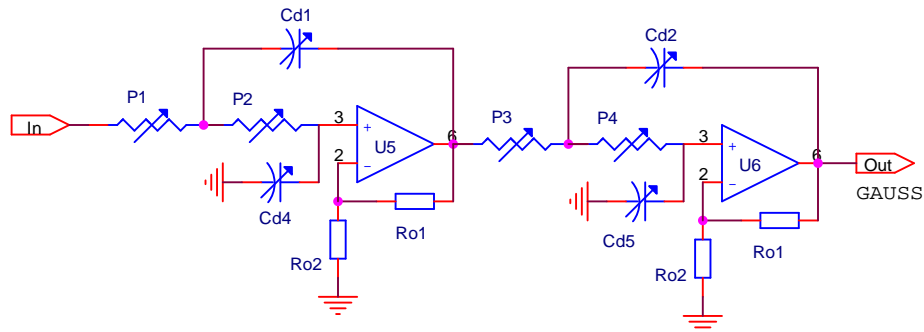 Cd1
Cd2
P1
P2
P3
P4
In
3
+
U5
6
2
−
3
+
U6
6
2
−
Out
GAUSS
Cd4
Ro1
Cd5
Ro1
Ro2
Ro2